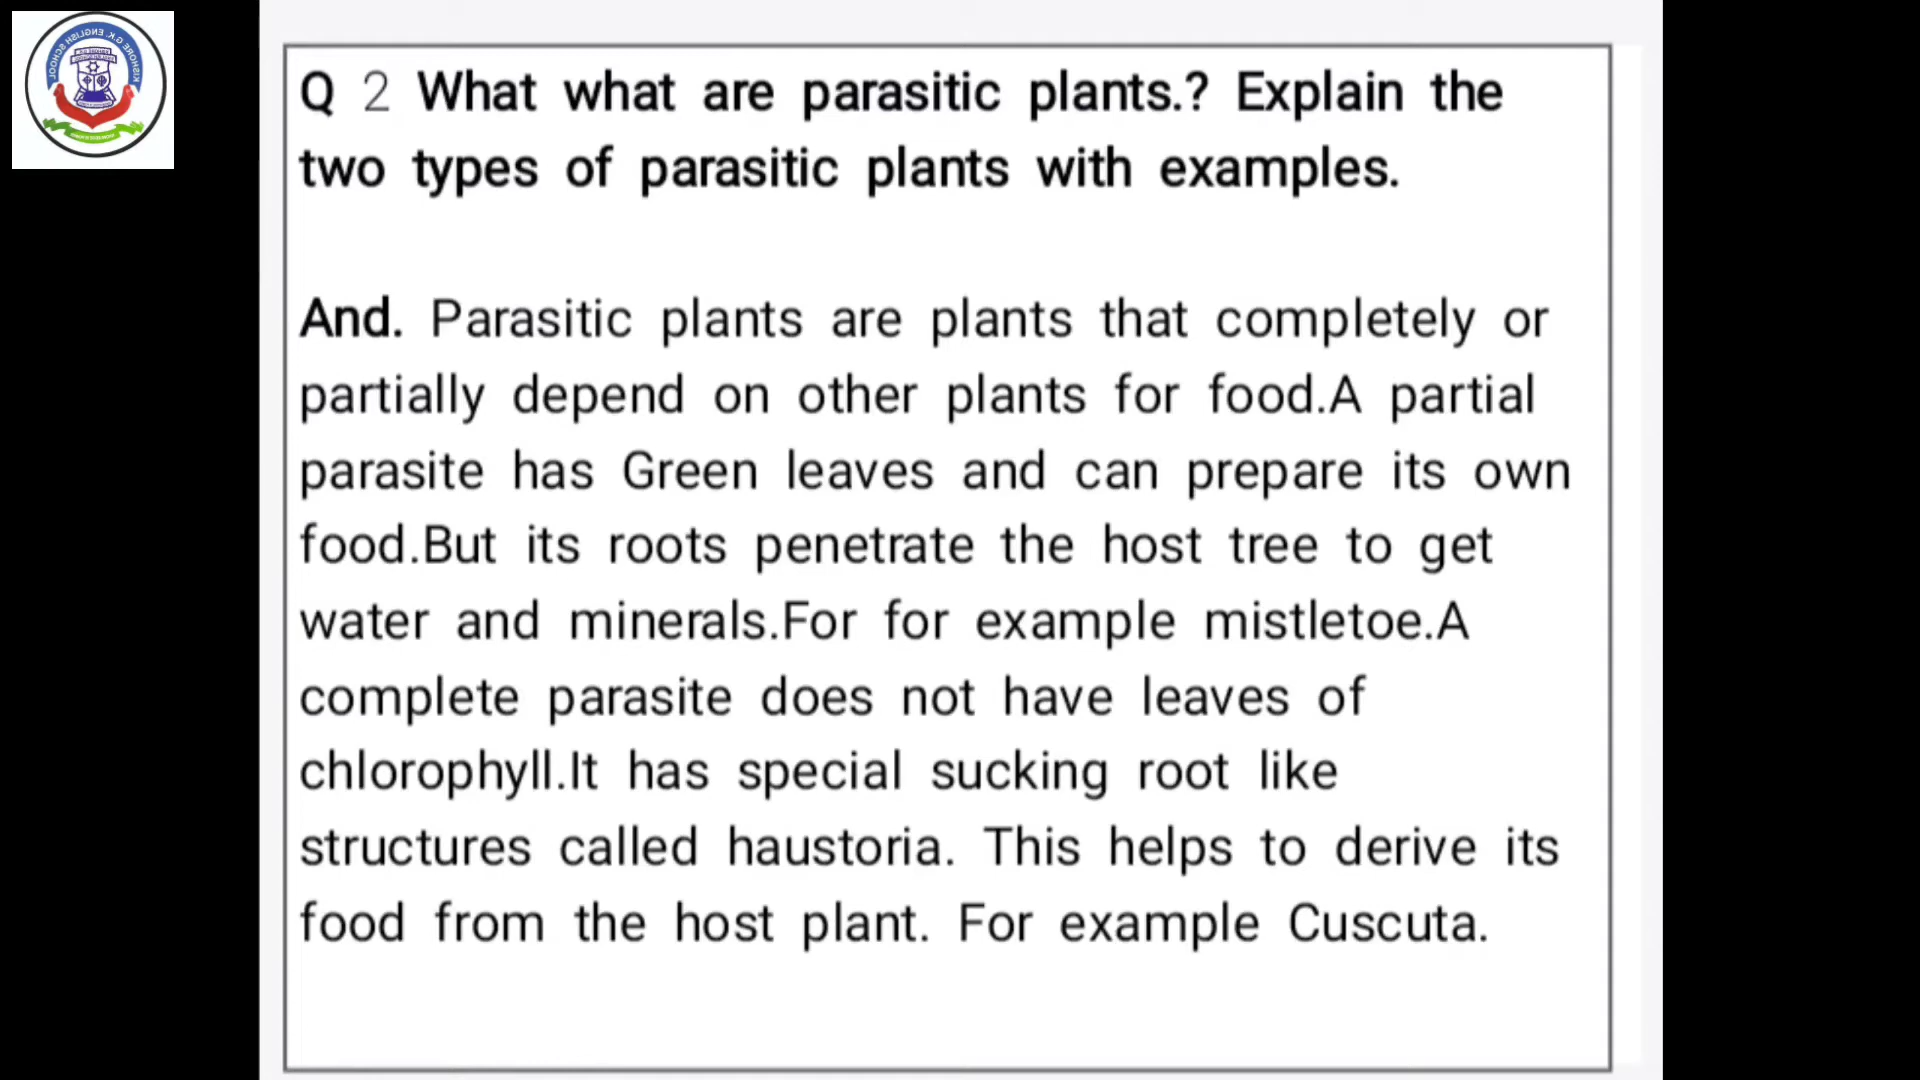 KISHORE G.K. ENGLISH SCHOOL
Q 2 What what are parasitic plants.? Explain the
two types of parasitic plants with examples.
And. Parasitic plants are plants that completely or
partially depend on other plants for food.A partial
parasite has Green leaves and can prepare its own
food.But its roots penetrate the host tree to get
water and minerals.For for example mistletoe.A
complete parasite does not have leaves of
chlorophyll.It has special sucking root like
structures called haustoria. This helps to derive its
food from the host plant. For example Cuscuta.